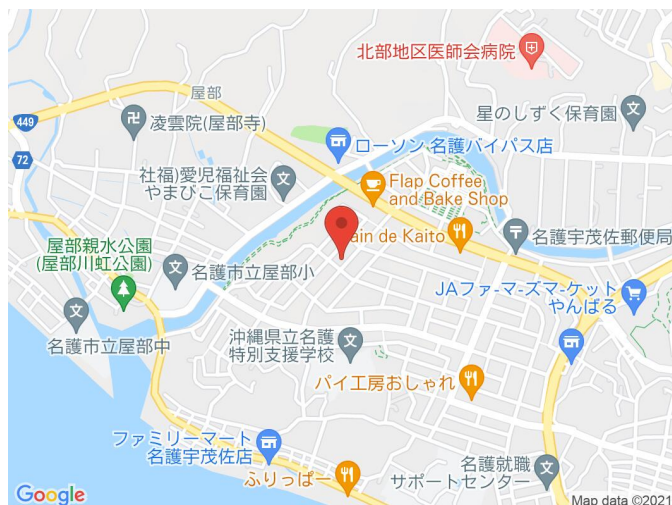 北部地区医師会病院
屋部
449
凌雲院(屋部寺)
星のしずく保育園
ローソン 名護バイパス店
72
社福)愛児福祉会
やまびこ保育園
Flap Coffee
and Bake Shop
屋部親水公園
(屋部川虹公園)
ain de Kaito
名護宇茂佐郵便局
名護市立屋部小
JAファ-マ-ズマ-ケット
やんばる
名護市立屋部中
沖縄県立名護
特別支援学校
パイ工房おしゃれ
ファミリーマート
名護宇茂佐店
ふりっぱー
名護就職
サポートセンター
Google
Map data ©2021